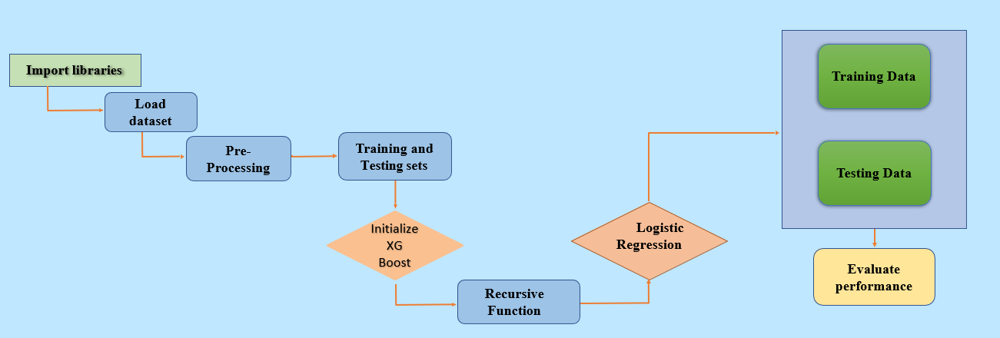 Import libraries
Load
dataset
Pre-
Processing
Training and
Testing sets
Initialize
XG
Boost
Recursive
Function
Logistic
Regression
Training Data
Testing Data
Evaluate
performance